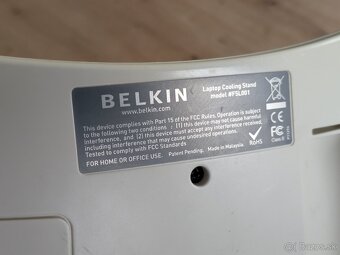 BELKIN
www.belkin.com
Laptop Cooling Stand
model #F5L001
This device complies with Part 15 of the FCC Rules. Operation is subject
to the following two conditions : (1) this device may not cause harmful
interference, and (2) this device must accept any interference
including interference that may cause undesired operations.
Tested to comply with FCC Standards
FOR HOME OR OFFICE USE. Patent Pending. Made in Malaysia
RoHS
Class B
bazos.sk